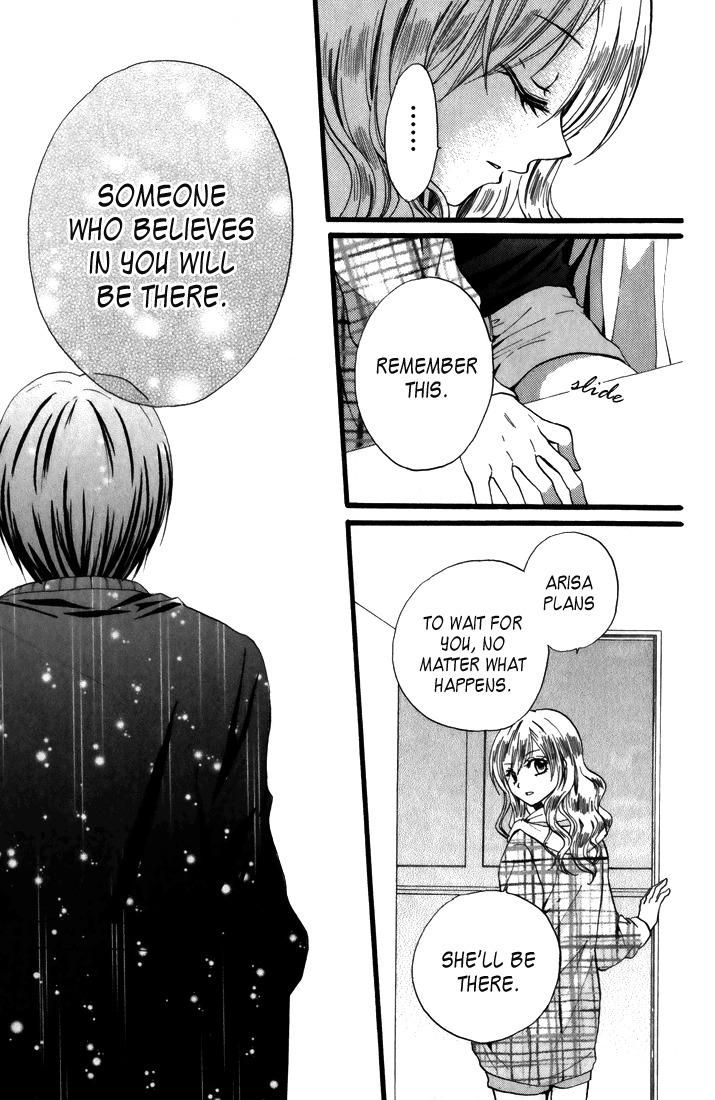 ......
REMEMBER
THIS.
slide
ARISA
PLANS
TO WAIT FOR
YOU, NO
MATTER WHAT
HAPPENS.
SHE'LL BE
THERE.
SOMEONE
WHO BELIEVES
IN YOU WILL
BE THERE.